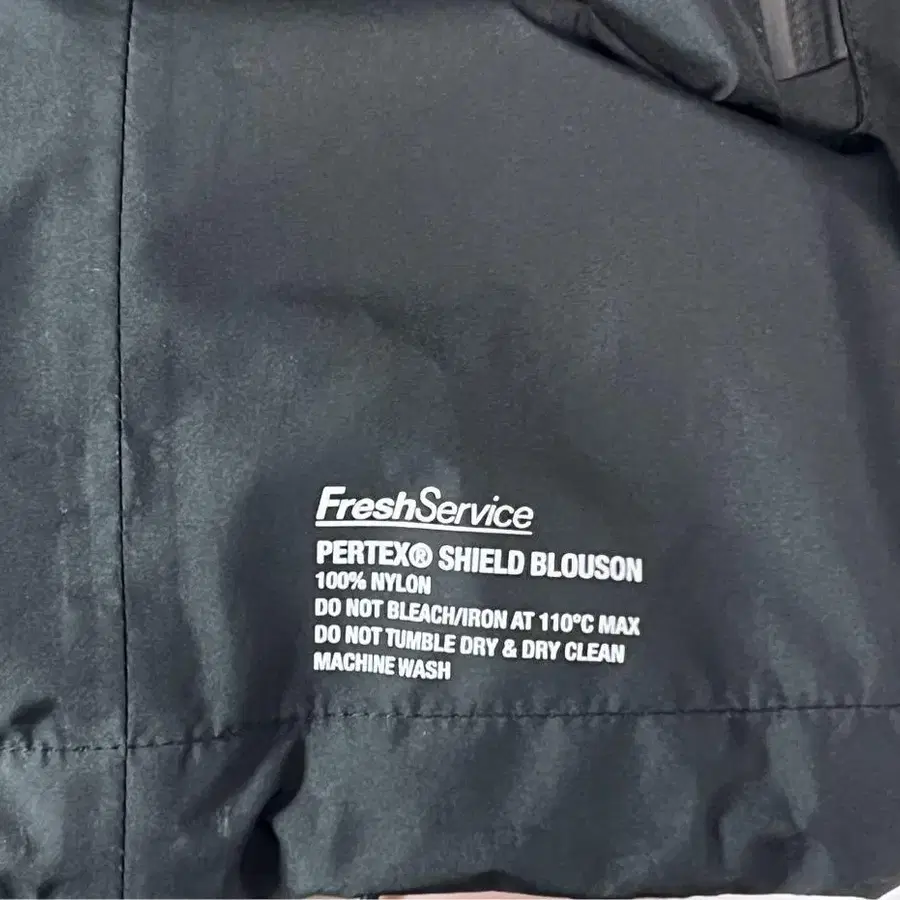 FreshService
PERTEX® SHIELD BLOUSON
100% NYLON
DO NOT BLEACH/IRON AT 110°C MAX
DO NOT TUMBLE DRY & DRY CLEAN
MACHINE WASH